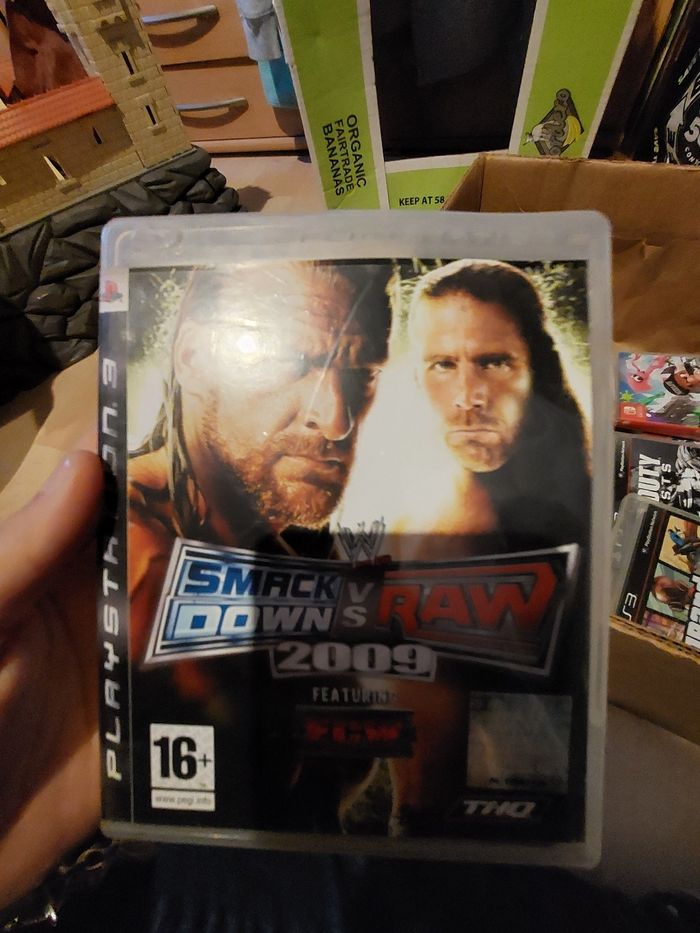 ORGANIC
FAIRTRADE
BANANAS
KEEP AT 58
PLAYSTATION 3
W
SMACK
DOWN
VS
RAW
2009
FEATURING
ECW
16+
www.pegi.info
THQ
DUTY